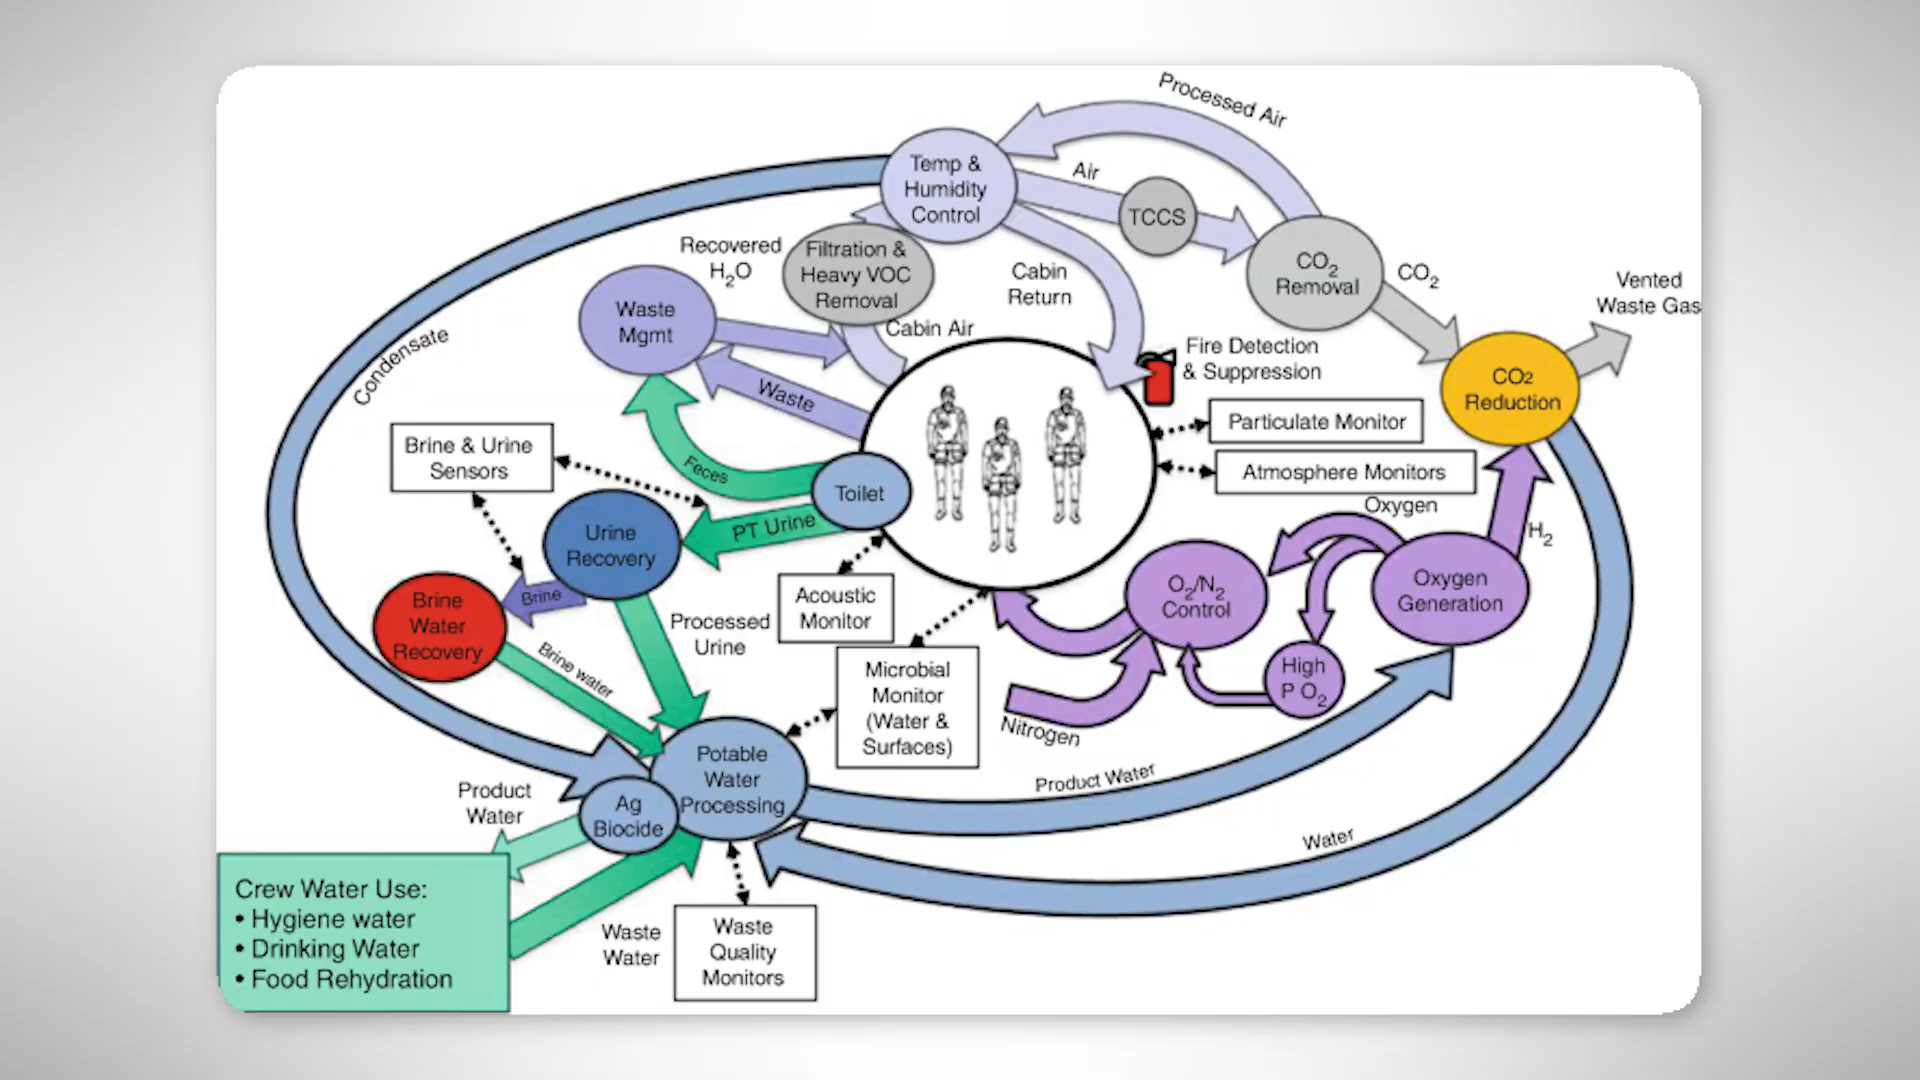 Processed Air
Temp &
Humidity
Control
Air
TCCS
Recovered
H₂O
Filtration &
Heavy VOC
Removal
Cabin
Return
CO₂
Removal
CO₂
Vented
Waste Gas
Waste
Mgmt
Cabin Air
Condensate
Fire Detection
& Suppression
CO₂
Reduction
Waste
Particulate Monitor
Brine & Urine
Sensors
Feces
Toilet
Atmosphere Monitors
Oxygen
PT Urine
Urine
Recovery
H₂
O₂/N₂
Control
Oxygen
Generation
Brine
Acoustic
Monitor
Brine
Water
Recovery
Processed
Urine
Brine water
Microbial
Monitor
(Water &
Surfaces)
High
P O₂
Nitrogen
Potable
Water
Processing
Product Water
Product
Water
Ag
Biocide
Water
Crew Water Use:
• Hygiene water
• Drinking Water
• Food Rehydration
Waste
Water
Waste
Quality
Monitors